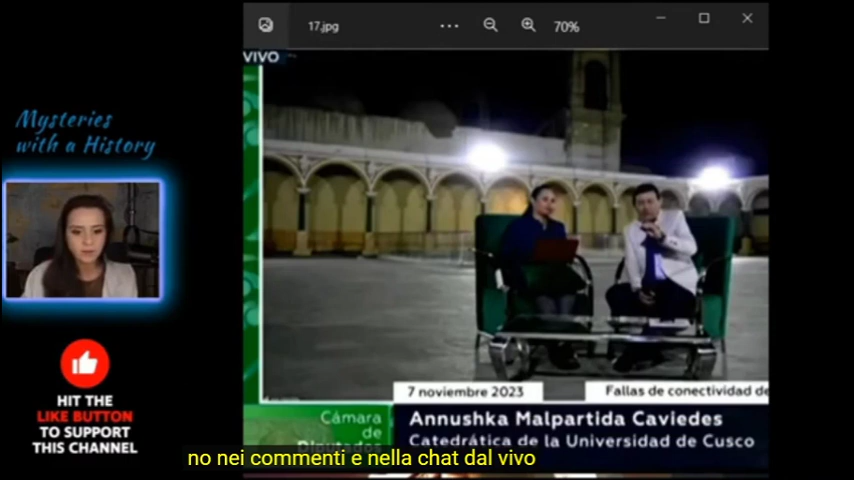 17.jpg
70%
VIVO
Mysteries
with a History
HIT THE
LIKE BUTTON
TO SUPPORT
THIS CHANNEL
7 noviembre 2023
Fallas de conectividad de
Cámara
de
Diputados
Annushka Malpartida Caviedes
Catedrática de la Universidad de Cusco
no nei commenti e nella chat dal vivo